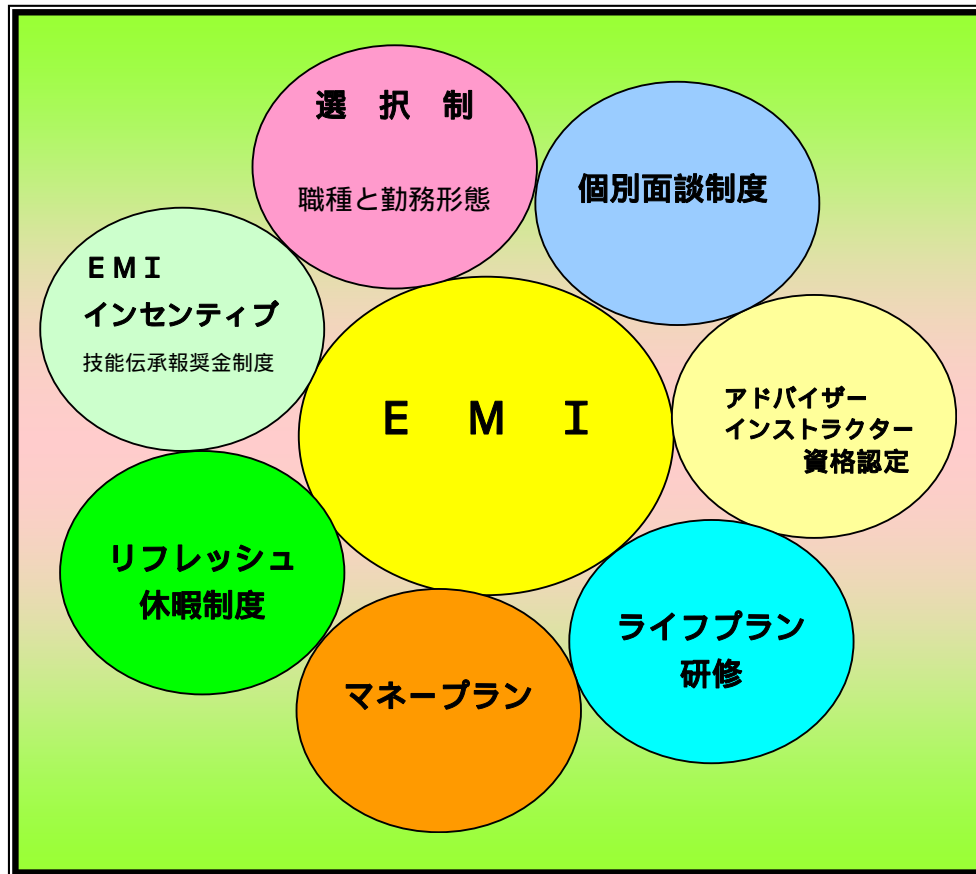 選　択　制
職種と勤務形態
個別面談制度
ＥＭＩ
インセンティブ
技能伝承報奨金制度
Ｅ　Ｍ　Ｉ
アドバイザー
インストラクター
資格認定
リフレッシュ
休暇制度
ライフプラン
研修
マネープラン